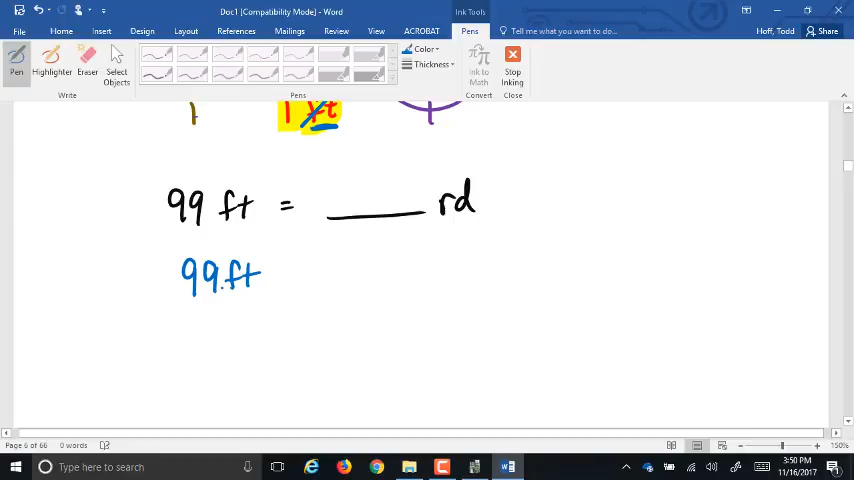 Doc1 [Compatibility Mode] - Word
Ink Tools
Hoff, Todd
File Home Insert Design Layout References Mailings Review View ACROBAT Pens Tell me what you want to do... Share
Pen Highlighter Eraser Select Objects
Color
Thickness
Ink to Math
Stop Inking
Write Pens Convert Close
1 1 ft 1
99 ft = ______ rd
99.ft
Page 6 of 66 0 words 150%
Type here to search
3:50 PM
11/16/2017